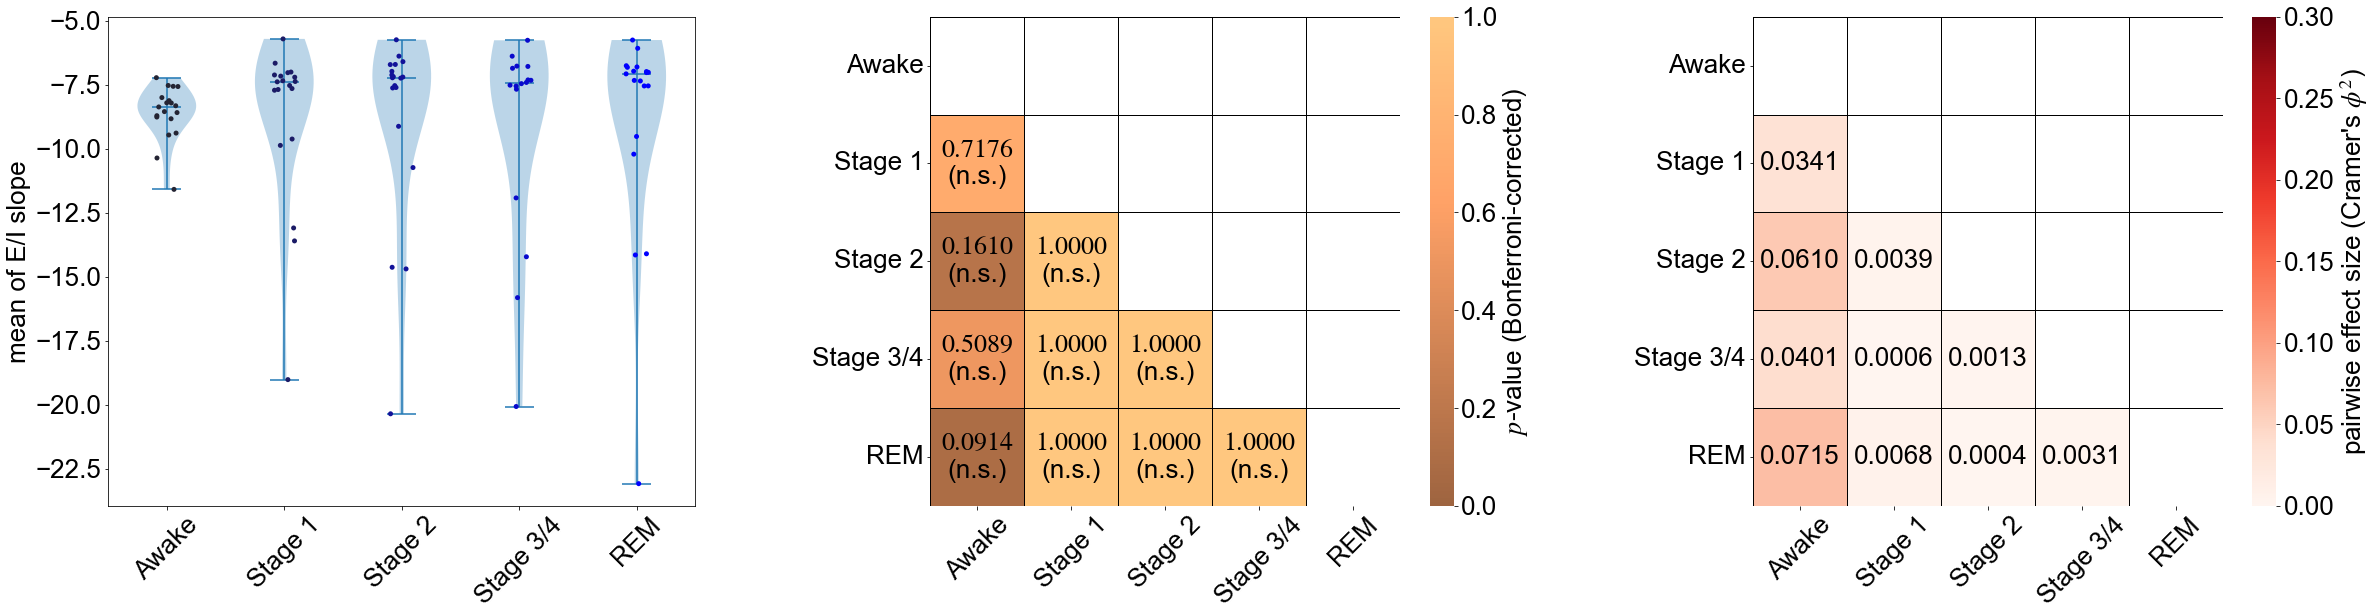 mean of E/I slope
−5.0
−7.5
−10.0
−12.5
−15.0
−17.5
−20.0
−22.5
Awake
Stage 1
Stage 2
Stage 3/4
REM
Awake
Stage 1
Stage 2
Stage 3/4
REM
0.7176
(n.s.)
0.1610
(n.s.)
1.0000
(n.s.)
0.5089
(n.s.)
1.0000
(n.s.)
1.0000
(n.s.)
0.0914
(n.s.)
1.0000
(n.s.)
1.0000
(n.s.)
1.0000
(n.s.)
Awake
Stage 1
Stage 2
Stage 3/4
REM
1.0
0.8
0.6
0.4
0.2
0.0
p-value (Bonferroni-corrected)
Awake
Stage 1
Stage 2
Stage 3/4
REM
0.0341
0.0610
0.0039
0.0401
0.0006
0.0013
0.0715
0.0068
0.0004
0.0031
Awake
Stage 1
Stage 2
Stage 3/4
REM
0.30
0.25
0.20
0.15
0.10
0.05
0.00
pairwise effect size (Cramer's ϕ²)